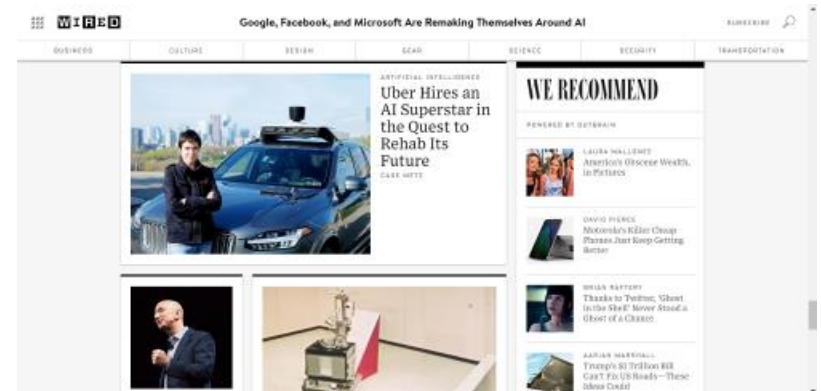 WIRED
Google, Facebook, and Microsoft Are Remaking Themselves Around AI
SUBSCRIBE
BUSINESS
CULTURE
DESIGN
GEAR
SCIENCE
SECURITY
TRANSPORTATION
ARTIFICIAL INTELLIGENCE
Uber Hires an
AI Superstar in
the Quest to
Rehab Its
Future
CADE METZ
WE RECOMMEND
POWERED BY OUTBRAIN
LAURA MALLONEE
America's Obscene Wealth,
in Pictures
DAVID PIERCE
Motorola's Killer Cheap
Phones Just Keep Getting
Better
BRIAN RAFTERY
Thanks to Twitter, 'Ghost
in the Shell' Never Stood a
Ghost of a Chance
AARIAN MARSHALL
Trump's $1 Trillion Bill
Can't Fix US Roads—These
Ideas Could